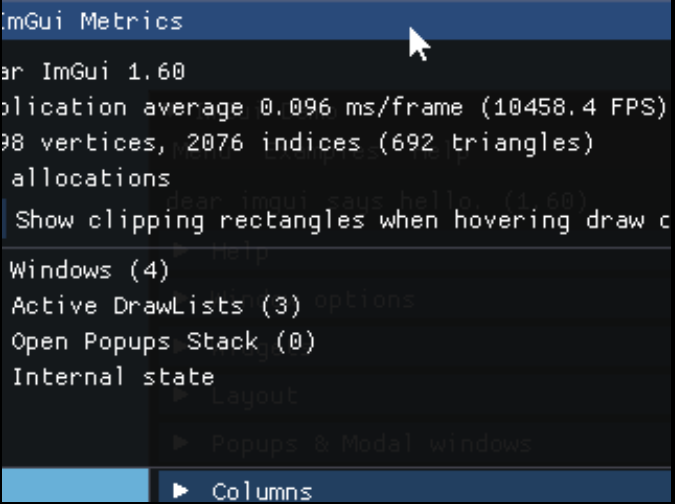 ImGui Metrics
ar ImGui 1.60
plication average 0.096 ms/frame (10458.4 FPS)
98 vertices, 2076 indices (692 triangles)
Menu Examples Help
allocations
dear imgui says hello. (1.60)
Show clipping rectangles when hovering draw c
Help
Windows (4)
Window options
Active DrawLists (3)
Open Popups Stack (0)
Widgets
Internal state
Layout
Popups & Modal windows
Columns